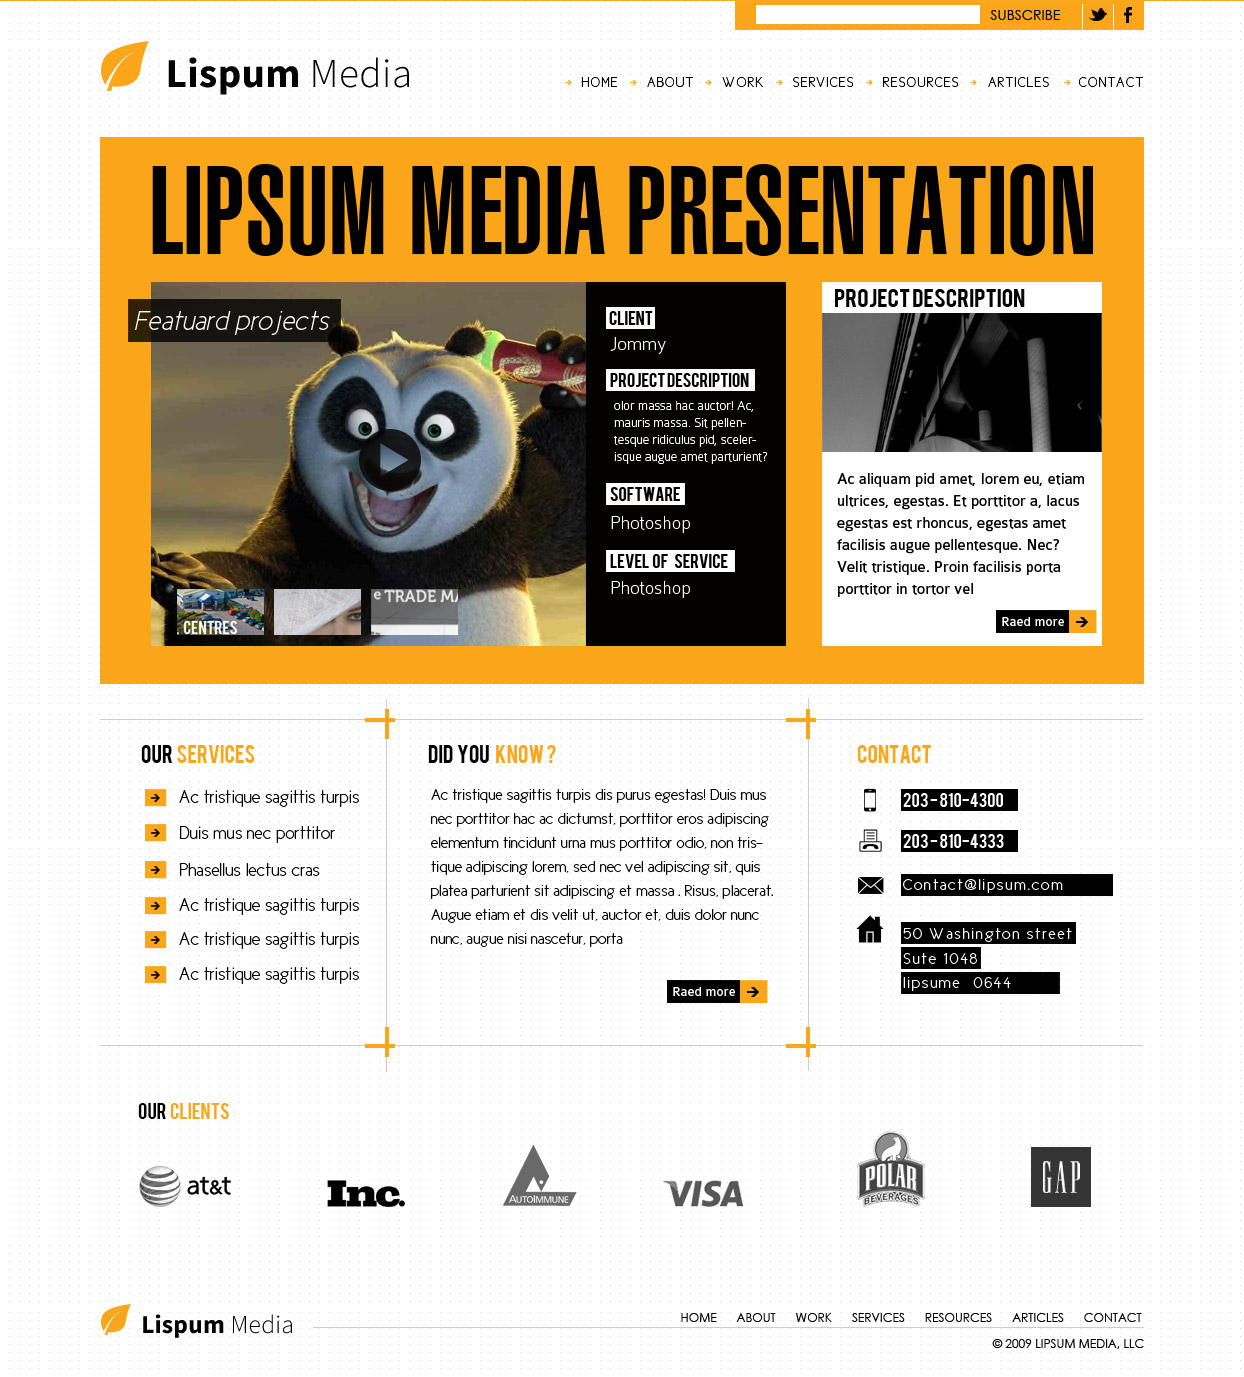 SUBSCRIBE
Lispum Media
HOME ABOUT WORK SERVICES RESOURCES ARTICLES CONTACT
LIPSUM MEDIA PRESENTATION
Featuard projects
CENTRES
e TRADE MA
CLIENT
Jommy
PROJECT DESCRIPTION
olor massa hac auctor! Ac,
mauris massa. Sit pellen-
tesque ridiculus pid, sceler-
isque augue amet parturient?
SOFTWARE
Photoshop
LEVEL OF SERVICE
Photoshop
PROJECT DESCRIPTION
Ac aliquam pid amet, lorem eu, etiam
ultrices, egestas. Et porttitor a, lacus
egestas est rhoncus, egestas amet
facilisis augue pellentesque. Nec?
Velit tristique. Proin facilisis porta
porttitor in tortor vel
Raed more
OUR SERVICES
Ac tristique sagittis turpis
Duis mus nec porttitor
Phasellus lectus cras
Ac tristique sagittis turpis
Ac tristique sagittis turpis
Ac tristique sagittis turpis
DID YOU KNOW?
Ac tristique sagittis turpis dis purus egestas! Duis mus
nec porttitor hac ac dictumst, porttitor eros adipiscing
elementum tincidunt urna mus porttitor odio, non tris-
tique adipiscing lorem, sed nec vel adipiscing sit, quis
platea parturient sit adipiscing et massa . Risus, placerat.
Augue etiam et dis velit ut, auctor et, duis dolor nunc
nunc, augue nisi nascetur, porta
Raed more
CONTACT
203-810-4300
203-810-4333
Contact@lipsum.com
50 Washington street
Sute 1048
lipsume 0644
OUR CLIENTS
at&t
Inc.
AUTOIMMUNE
VISA
POLAR
BEVERAGES
GAP
Lispum Media
HOME ABOUT WORK SERVICES RESOURCES ARTICLES CONTACT
© 2009 LIPSUM MEDIA, LLC